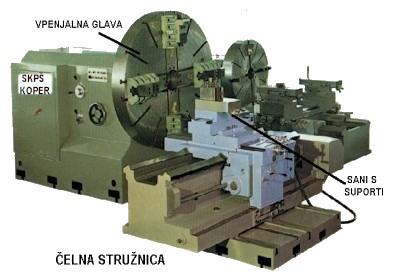 VPENJALNA GLAVA
SKPS
KOPER
SANI S
SUPORTI
ČELNA STRUŽNICA